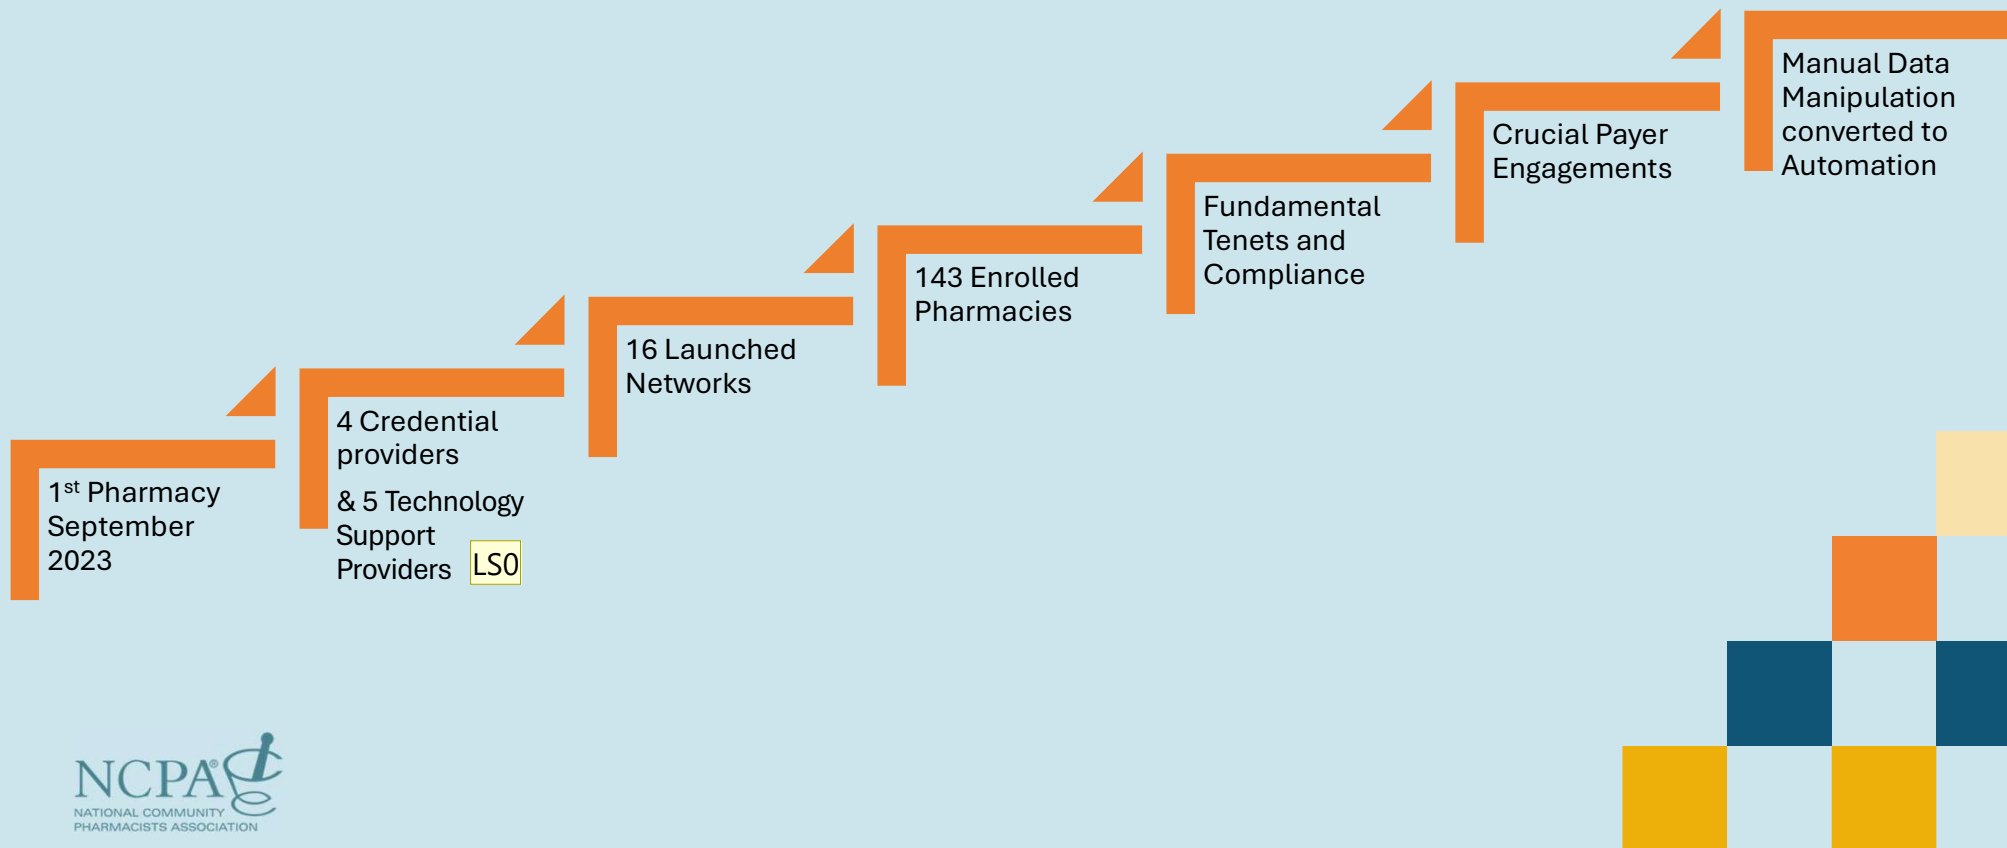 1st Pharmacy
September
2023
4 Credential
providers
& 5 Technology
Support
Providers
LS0
16 Launched
Networks
143 Enrolled
Pharmacies
Fundamental
Tenets and
Compliance
Crucial Payer
Engagements
Manual Data
Manipulation
converted to
Automation
NCPA®
NATIONAL COMMUNITY
PHARMACISTS ASSOCIATION